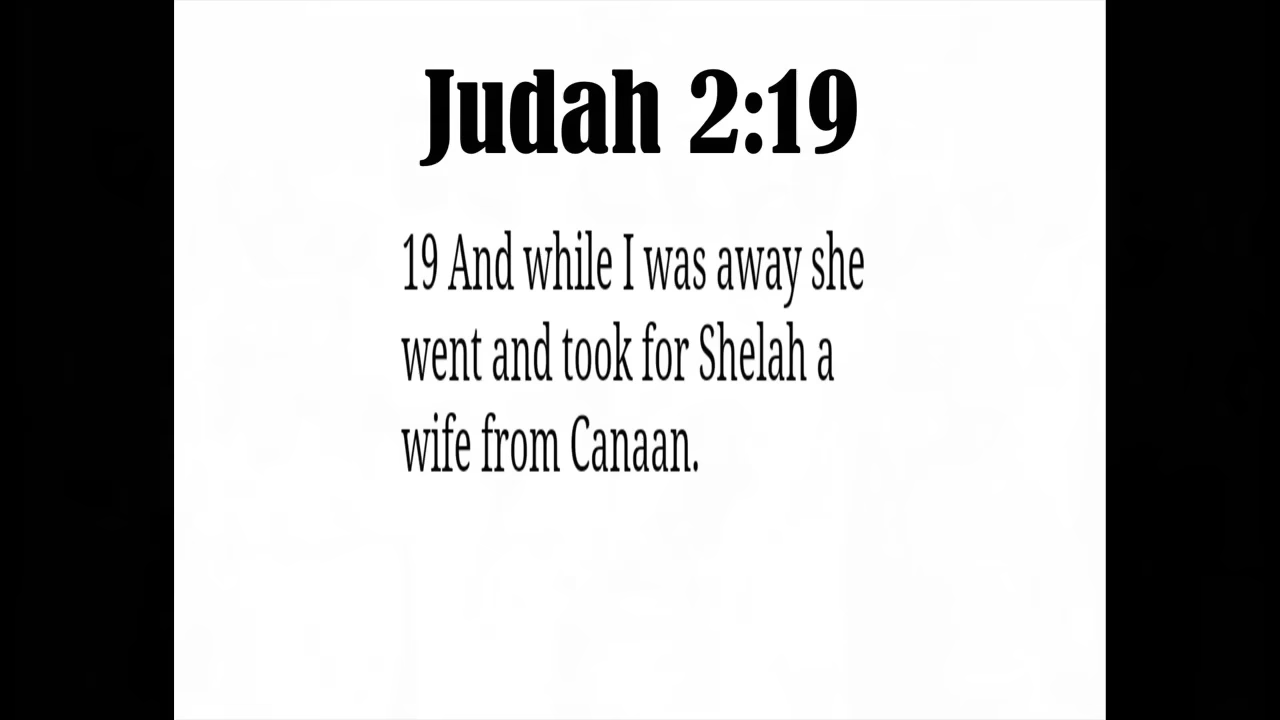 Judah 2:19
19 And while I was away she
went and took for Shelah a
wife from Canaan.